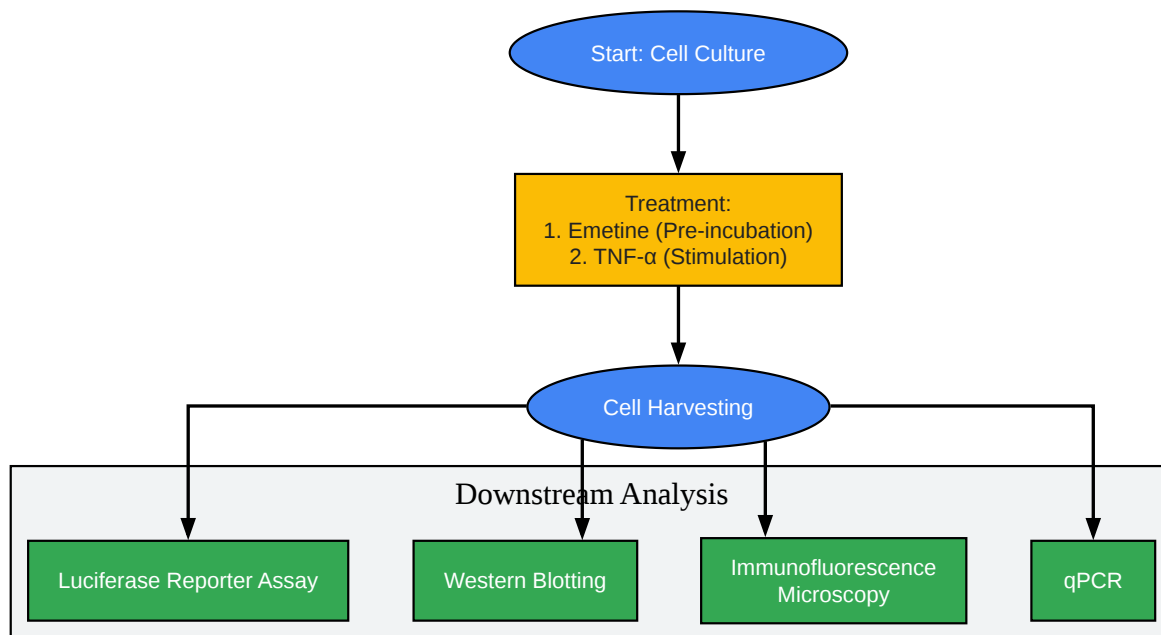 Start: Cell Culture
Treatment:
1. Emetine (Pre-incubation)
2. TNF-α (Stimulation)
Cell Harvesting
Downstream Analysis
Luciferase Reporter Assay
Western Blotting
Immunofluorescence
Microscopy
qPCR